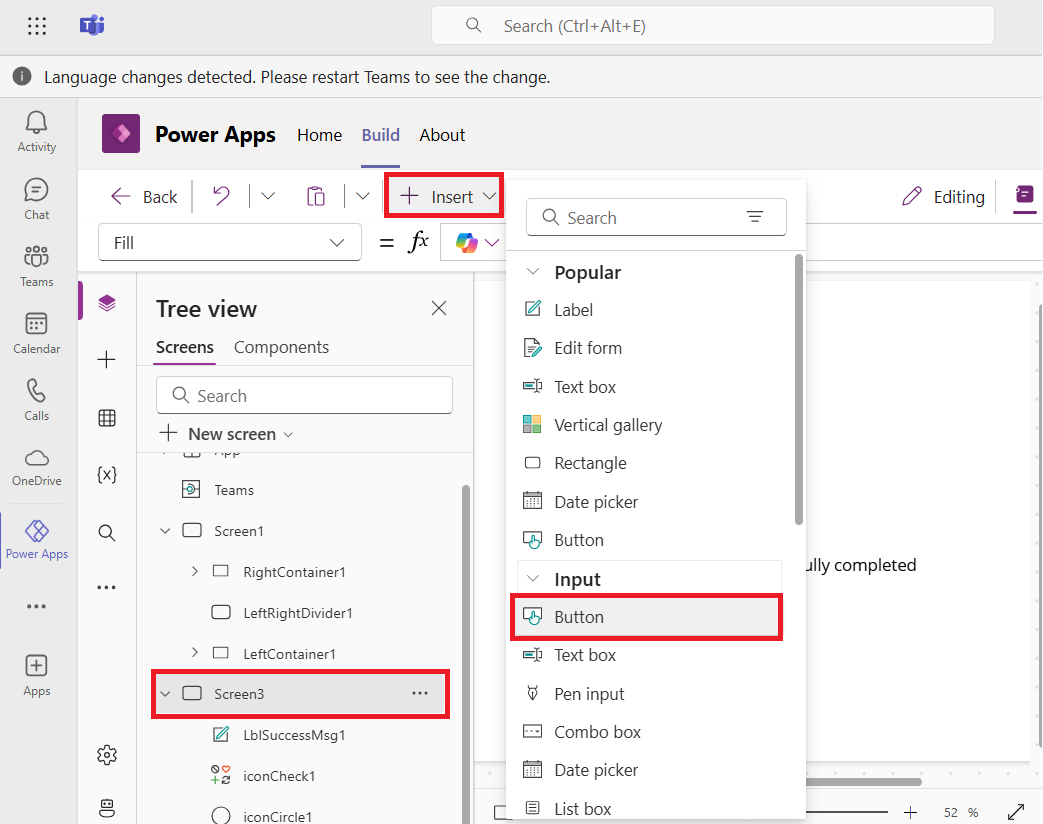 Search (Ctrl+Alt+E)
Language changes detected. Please restart Teams to see the change.
Activity
Chat
Teams
Calendar
Calls
OneDrive
Power Apps
Apps
Power Apps Home Build About
Back
Insert
Editing
Fill
= fx
Tree view
Screens Components
Search
New screen
App
Teams
Screen1
RightContainer1
LeftRightDivider1
LeftContainer1
Screen3
LblSuccessMsg1
iconCheck1
iconCircle1
Search
Popular
Label
Edit form
Text box
Vertical gallery
Rectangle
Date picker
Button
Input
Button
Text box
Pen input
Combo box
Date picker
List box
ully completed
52 %